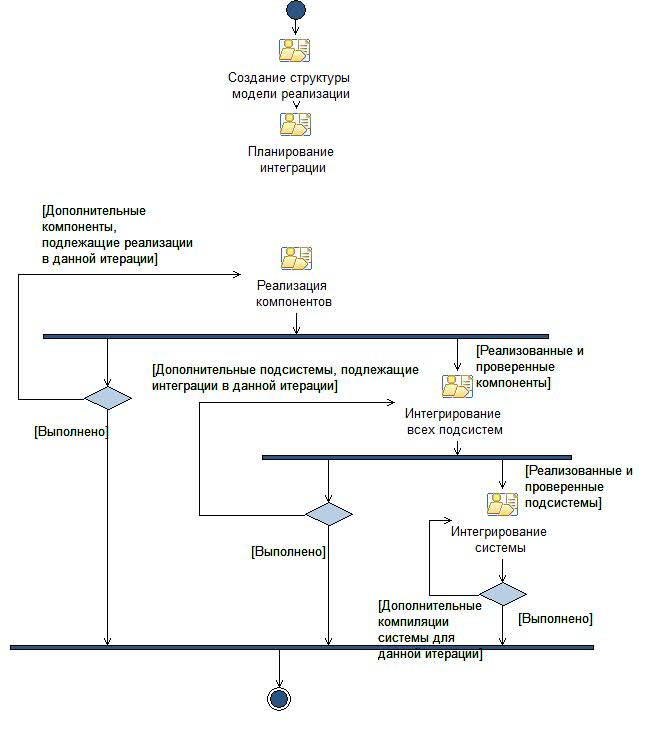 Создание структуры
модели реализации
Планирование
интеграции
[Дополнительные
компоненты,
подлежащие реализации
в данной итерации]
Реализация
компонентов
[Реализованные и
проверенные
компоненты]
[Дополнительные подсистемы, подлежащие
интеграции в данной итерации]
Интегрирование
всех подсистем
[Выполнено]
[Реализованные и
проверенные
подсистемы]
Интегрирование
системы
[Выполнено]
[Дополнительные
компиляции
системы для
данной итерации]
[Выполнено]